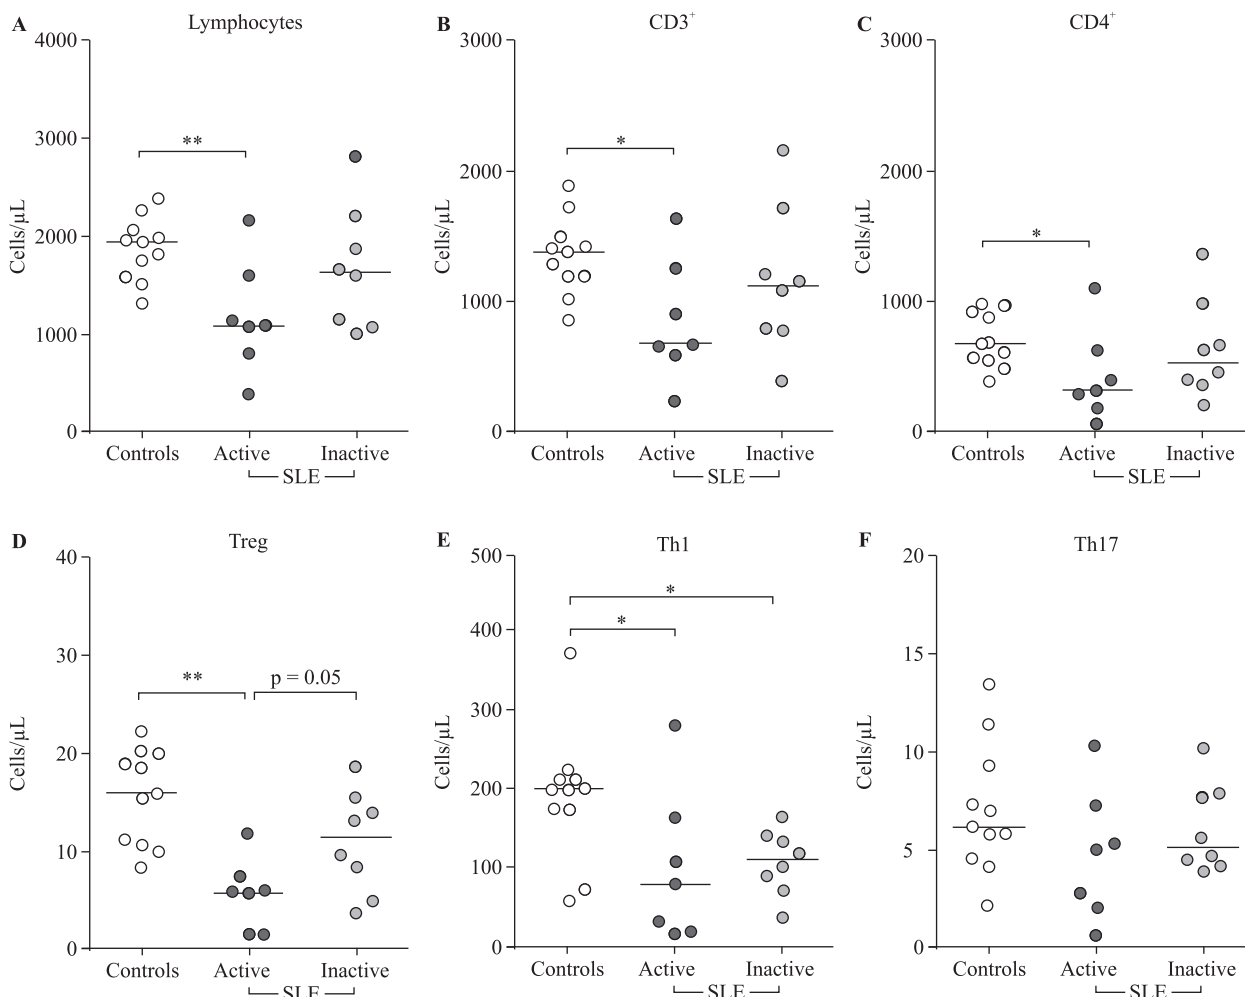 A Lymphocytes
4000
3000
2000
1000
0
Cells/µL
**
Controls Active Inactive
SLE
B CD3+
3000
2000
1000
0
Cells/µL
*
Controls Active Inactive
SLE
C CD4+
3000
2000
1000
0
Cells/µL
*
Controls Active Inactive
SLE
D Treg
40
30
20
10
0
Cells/µL
** p = 0.05
Controls Active Inactive
SLE
E Th1
500
400
300
200
100
0
Cells/µL
*
*
Controls Active Inactive
SLE
F Th17
20
15
10
5
0
Cells/µL
Controls Active Inactive
SLE